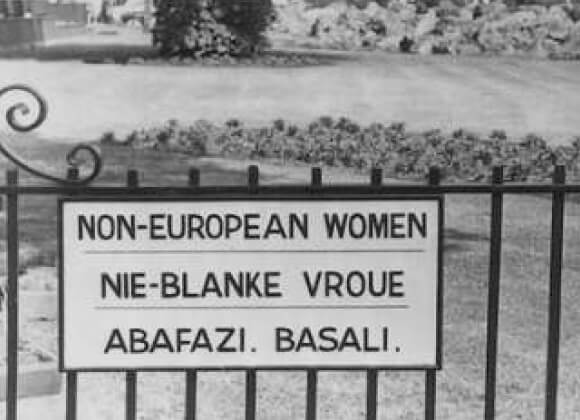 NON-EUROPEAN WOMEN
NIE-BLANKE VROUE
ABAFAZI. BASALI.